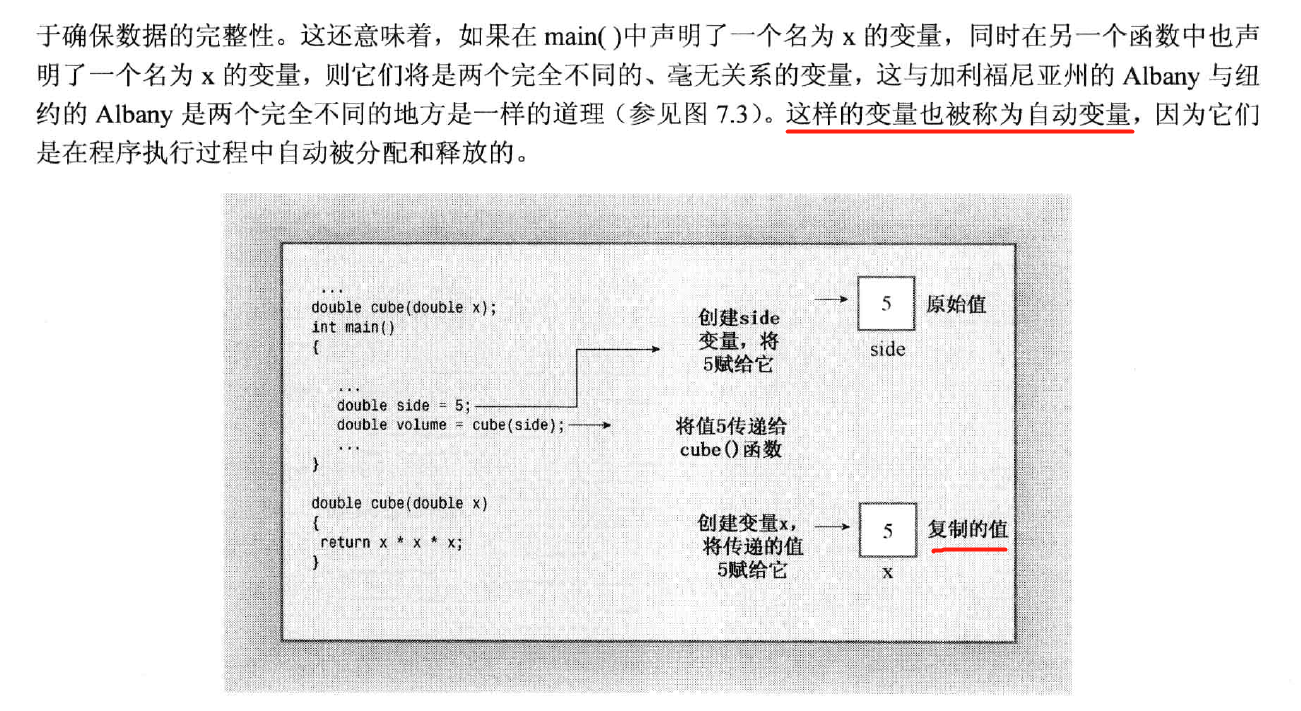 于确保数据的完整性。这还意味着，如果在 main( )中声明了一个名为 x 的变量，同时在另一个函数中也声
明了一个名为 x 的变量，则它们将是两个完全不同的、毫无关系的变量，这与加利福尼亚州的 Albany 与纽
约的 Albany 是两个完全不同的地方是一样的道理（参见图 7.3）。这样的变量也被称为自动变量，因为它们
是在程序执行过程中自动被分配和释放的。
...
double cube(double x);
int main()
{
...
double side = 5;
double volume = cube(side);
...
}
double cube(double x)
{
return x * x * x;
}
创建side
变量，将
5赋给它
5
原始值
side
将值5传递给
cube()函数
创建变量x，
将传递的值
5赋给它
5
复制的值
x